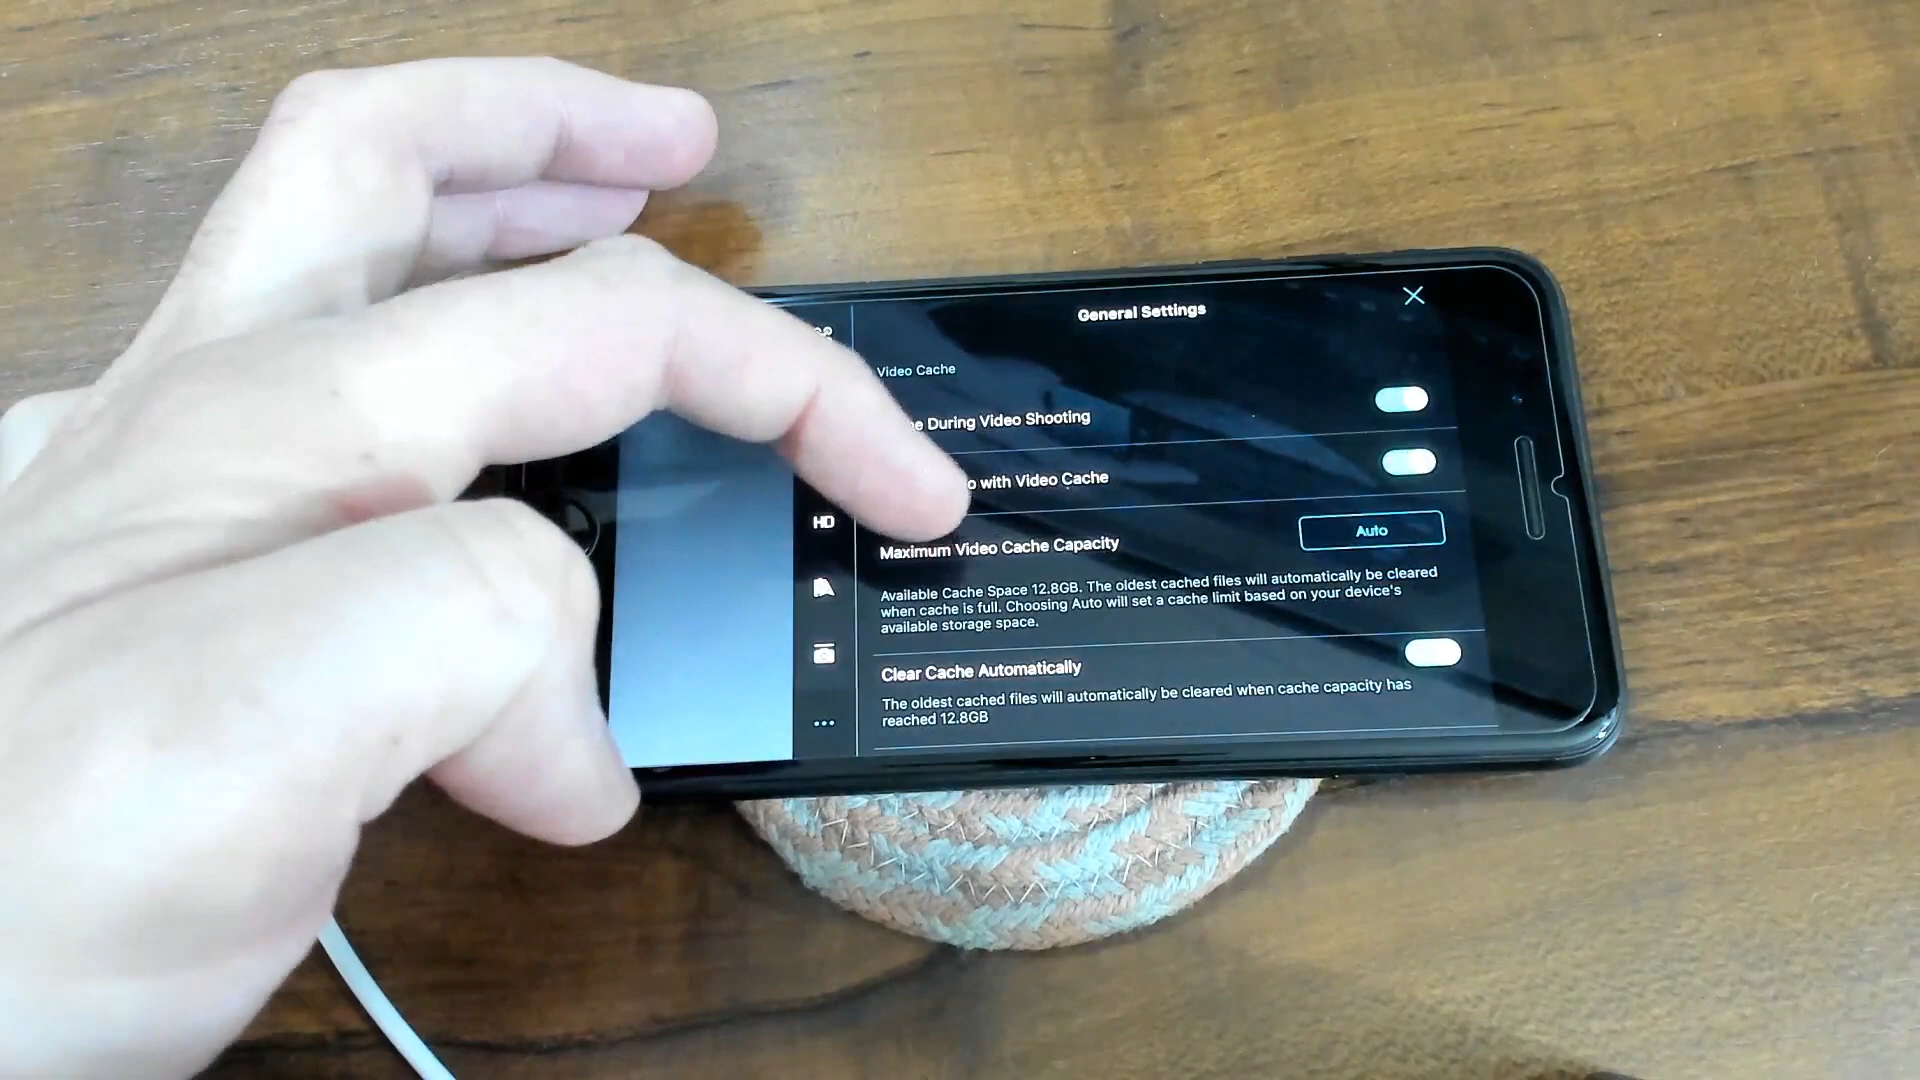 General Settings
Video Cache
During Video Shooting
with Video Cache
HD
Maximum Video Cache Capacity
Auto
Available Cache Space 12.8GB. The oldest cached files will automatically be cleared
when cache is full. Choosing Auto will set a cache limit based on your device's
available storage space.
Clear Cache Automatically
The oldest cached files will automatically be cleared when cache capacity has
reached 12.8GB